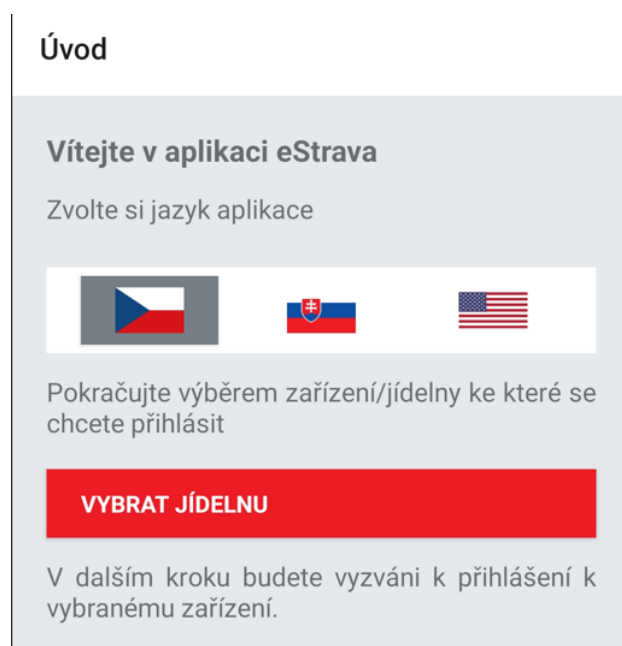 Úvod
Vítejte v aplikaci eStrava
Zvolte si jazyk aplikace
Pokračujte výběrem zařízení/jídelny ke které se
chcete přihlásit
VYBRAT JÍDELNU
V dalším kroku budete vyzváni k přihlášení k
vybranému zařízení.